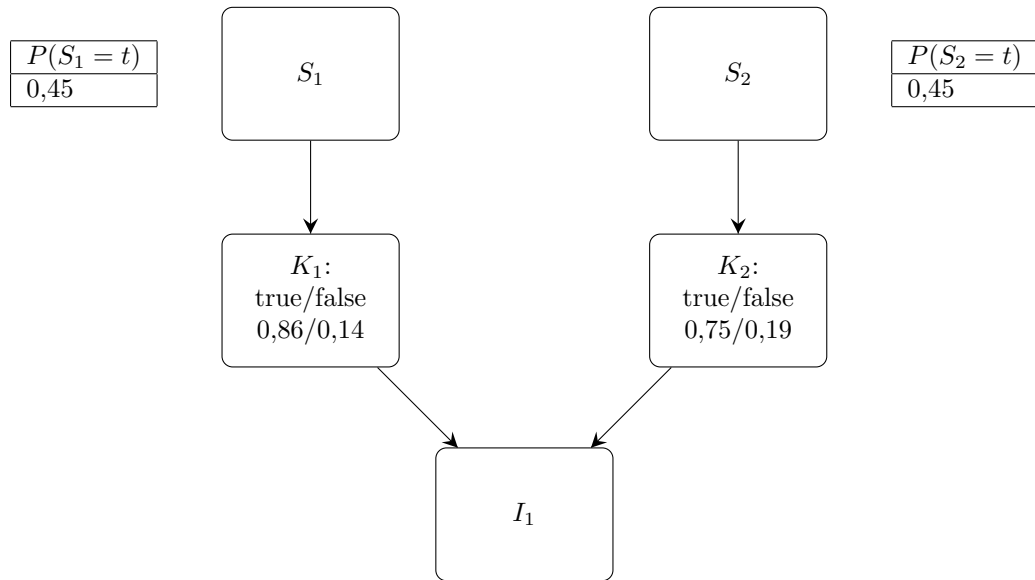 P(S₁ = t)
0,45
S₁
S₂
P(S₂ = t)
0,45
K₁:
true/false
0,86/0,14
K₂:
true/false
0,75/0,19
I₁